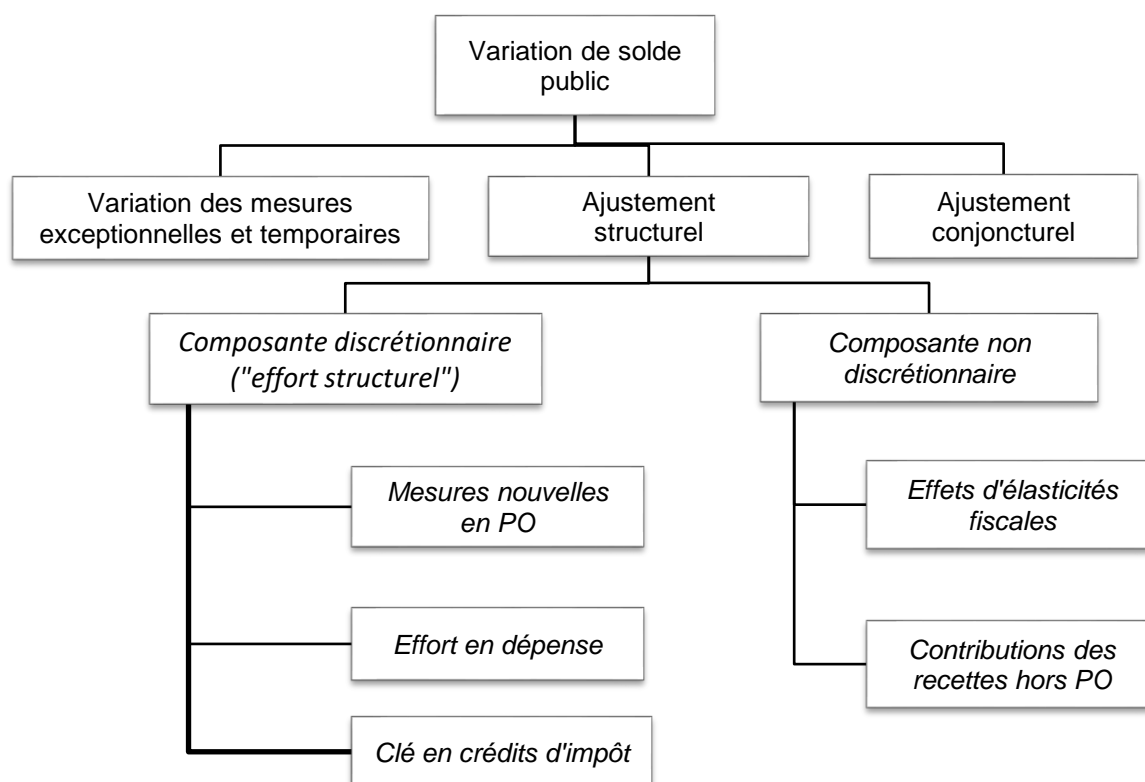 Variation de solde
public
Variation des mesures
exceptionnelles et temporaires
Ajustement
structurel
Ajustement
conjoncturel
Composante discrétionnaire
("effort structurel")
Composante non
discrétionnaire
Mesures nouvelles
en PO
Effets d'élasticités
fiscales
Effort en dépense
Contributions des
recettes hors PO
Clé en crédits d'impôt